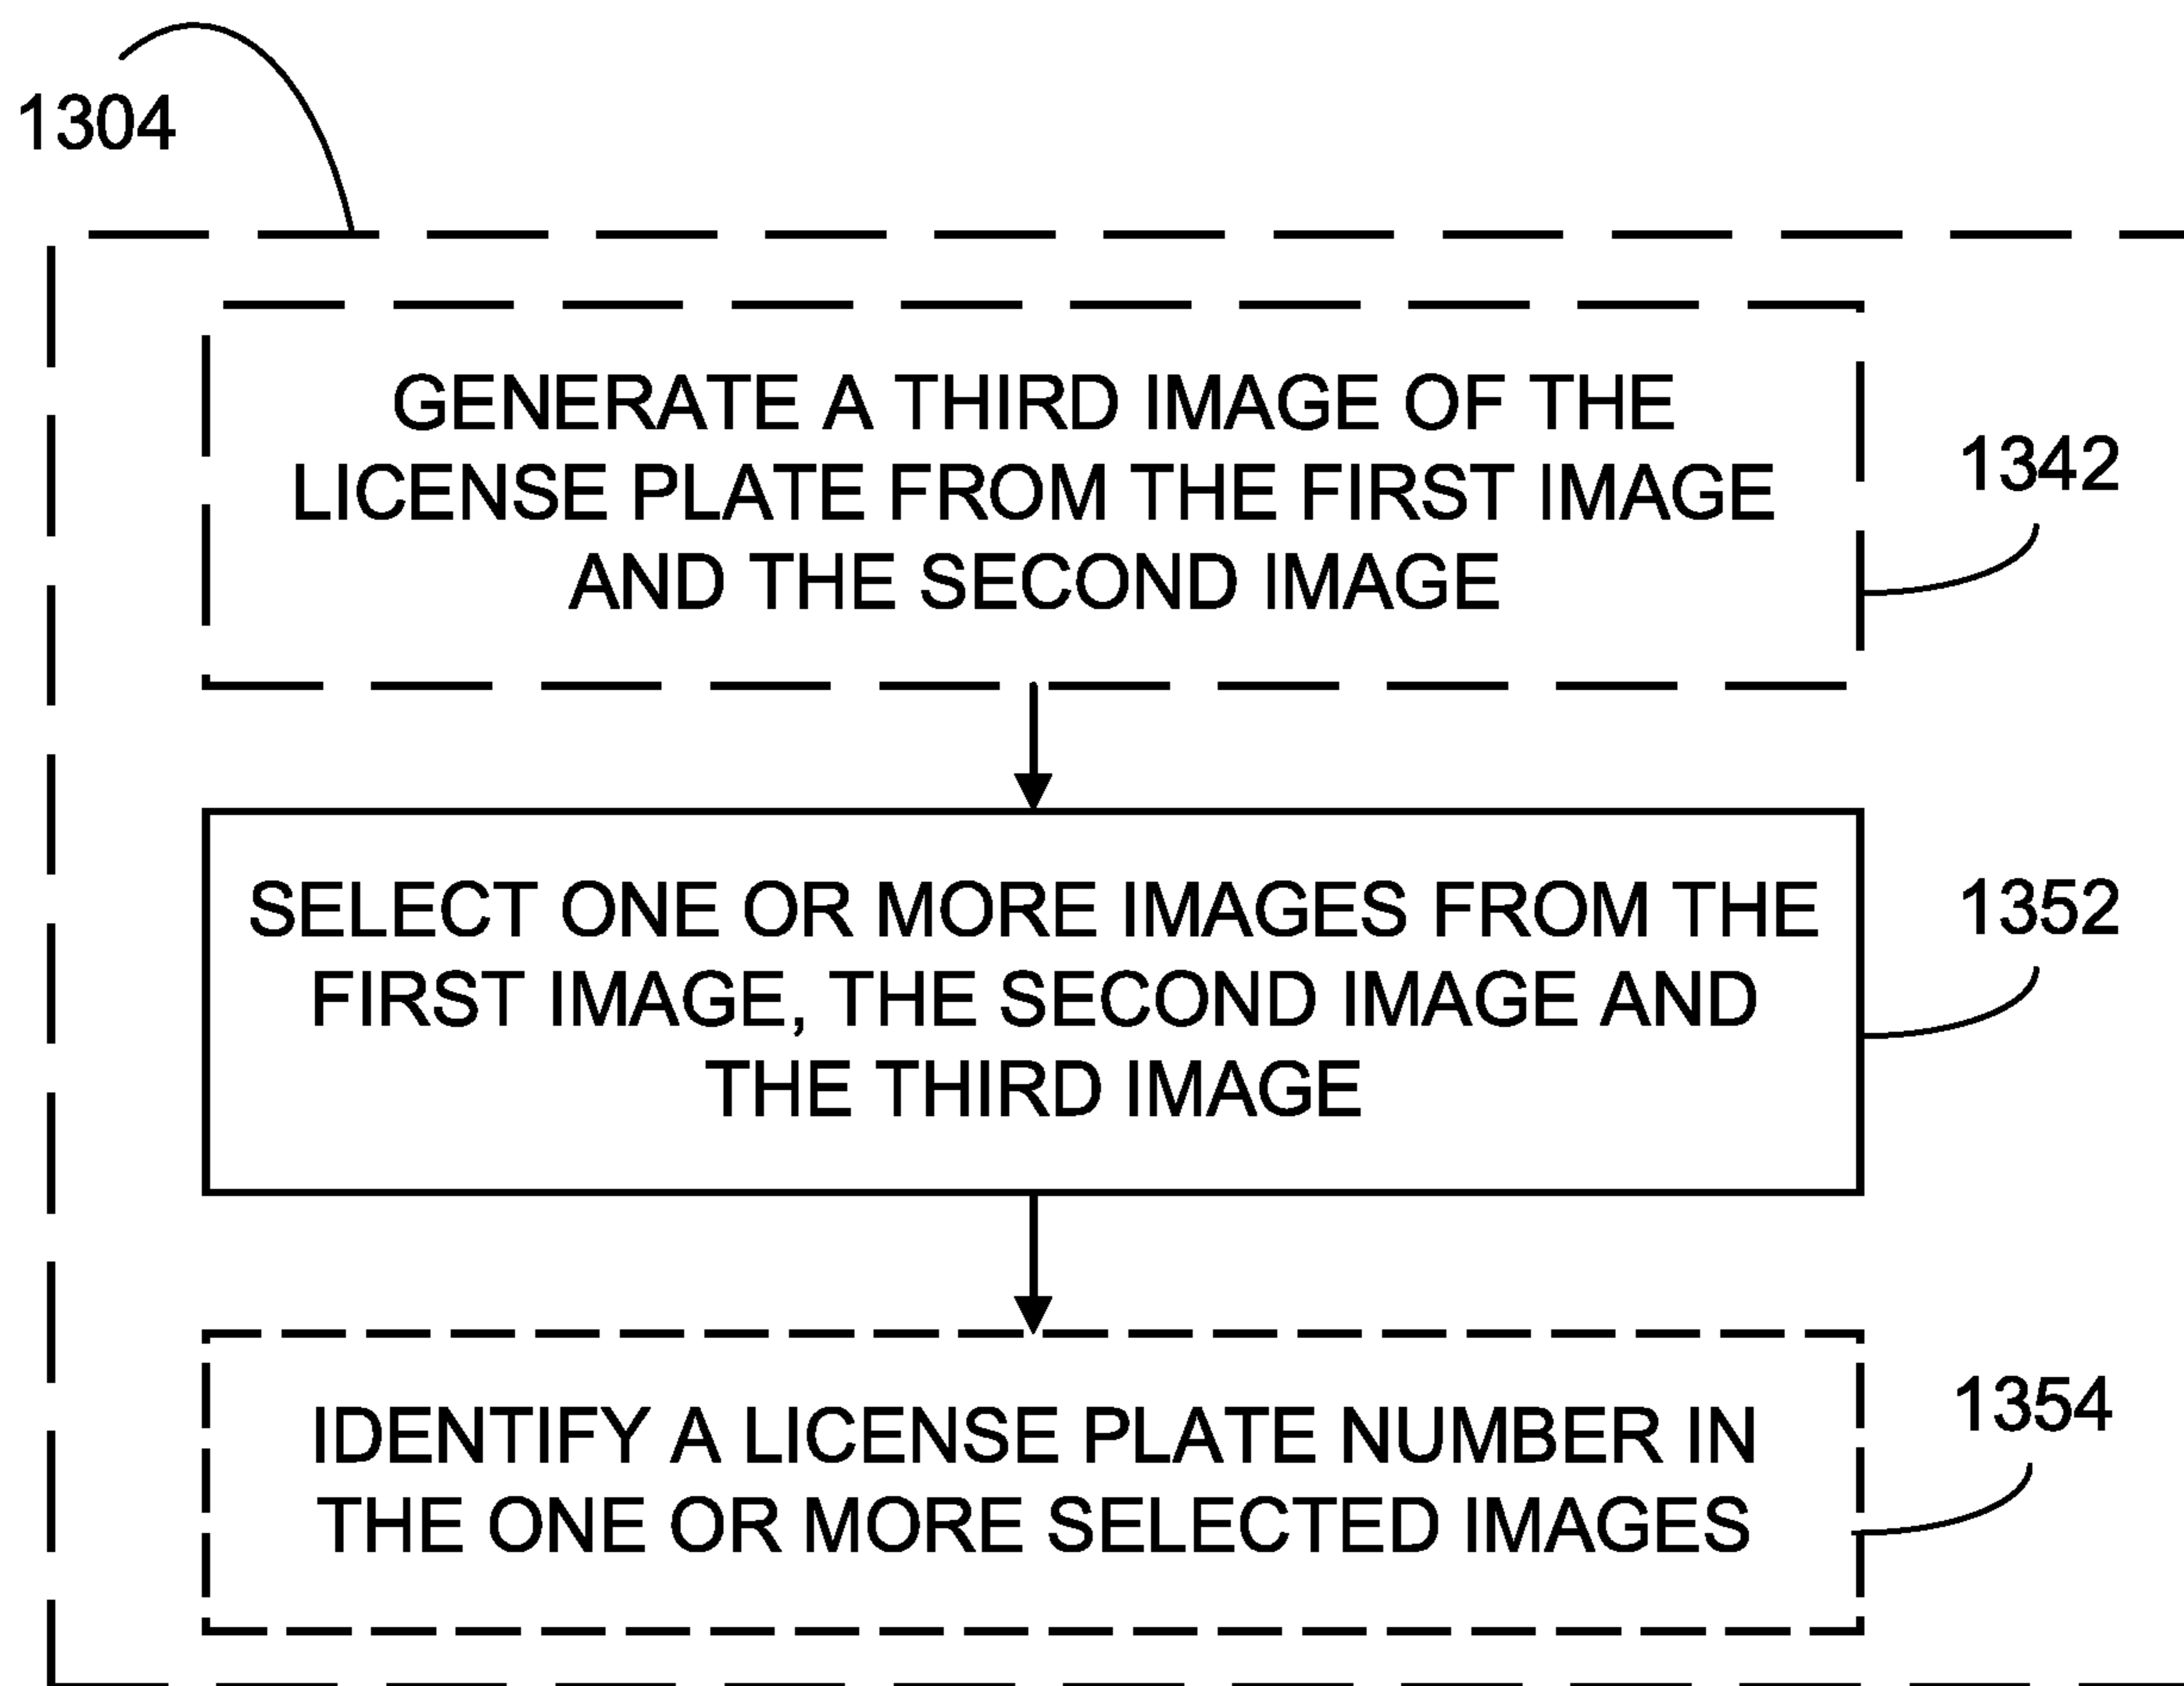 1304
GENERATE A THIRD IMAGE OF THE
LICENSE PLATE FROM THE FIRST IMAGE
AND THE SECOND IMAGE
1342
SELECT ONE OR MORE IMAGES FROM THE
FIRST IMAGE, THE SECOND IMAGE AND
THE THIRD IMAGE
1352
IDENTIFY A LICENSE PLATE NUMBER IN
THE ONE OR MORE SELECTED IMAGES
1354